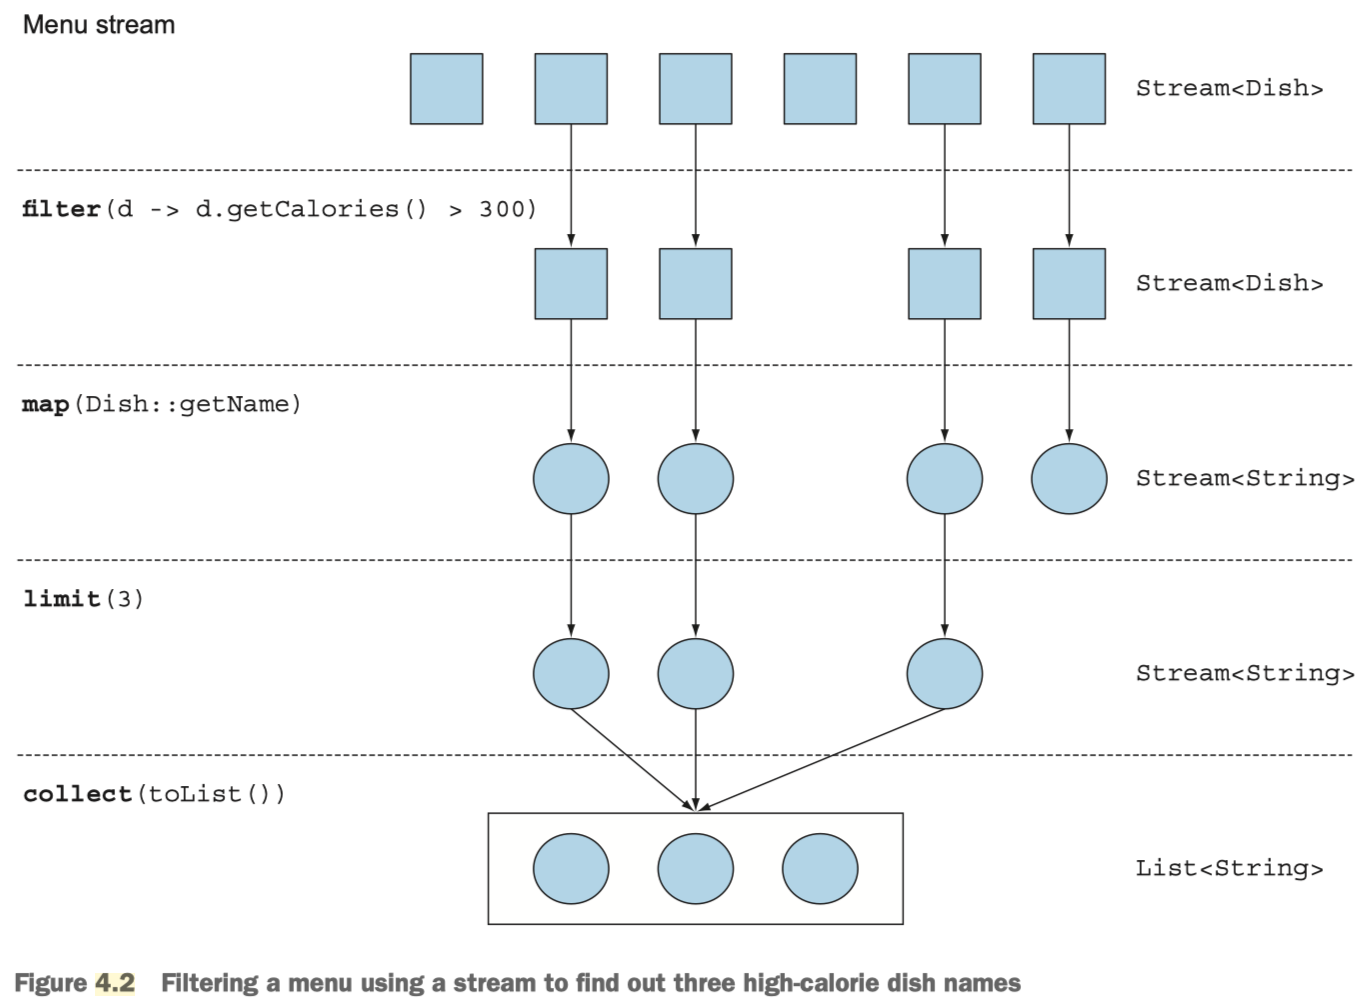 Menu stream
Stream<Dish>
filter(d -> d.getCalories() > 300)
Stream<Dish>
map(Dish::getName)
Stream<String>
limit(3)
Stream<String>
collect(toList())
List<String>
Figure 4.2 Filtering a menu using a stream to find out three high-calorie dish names